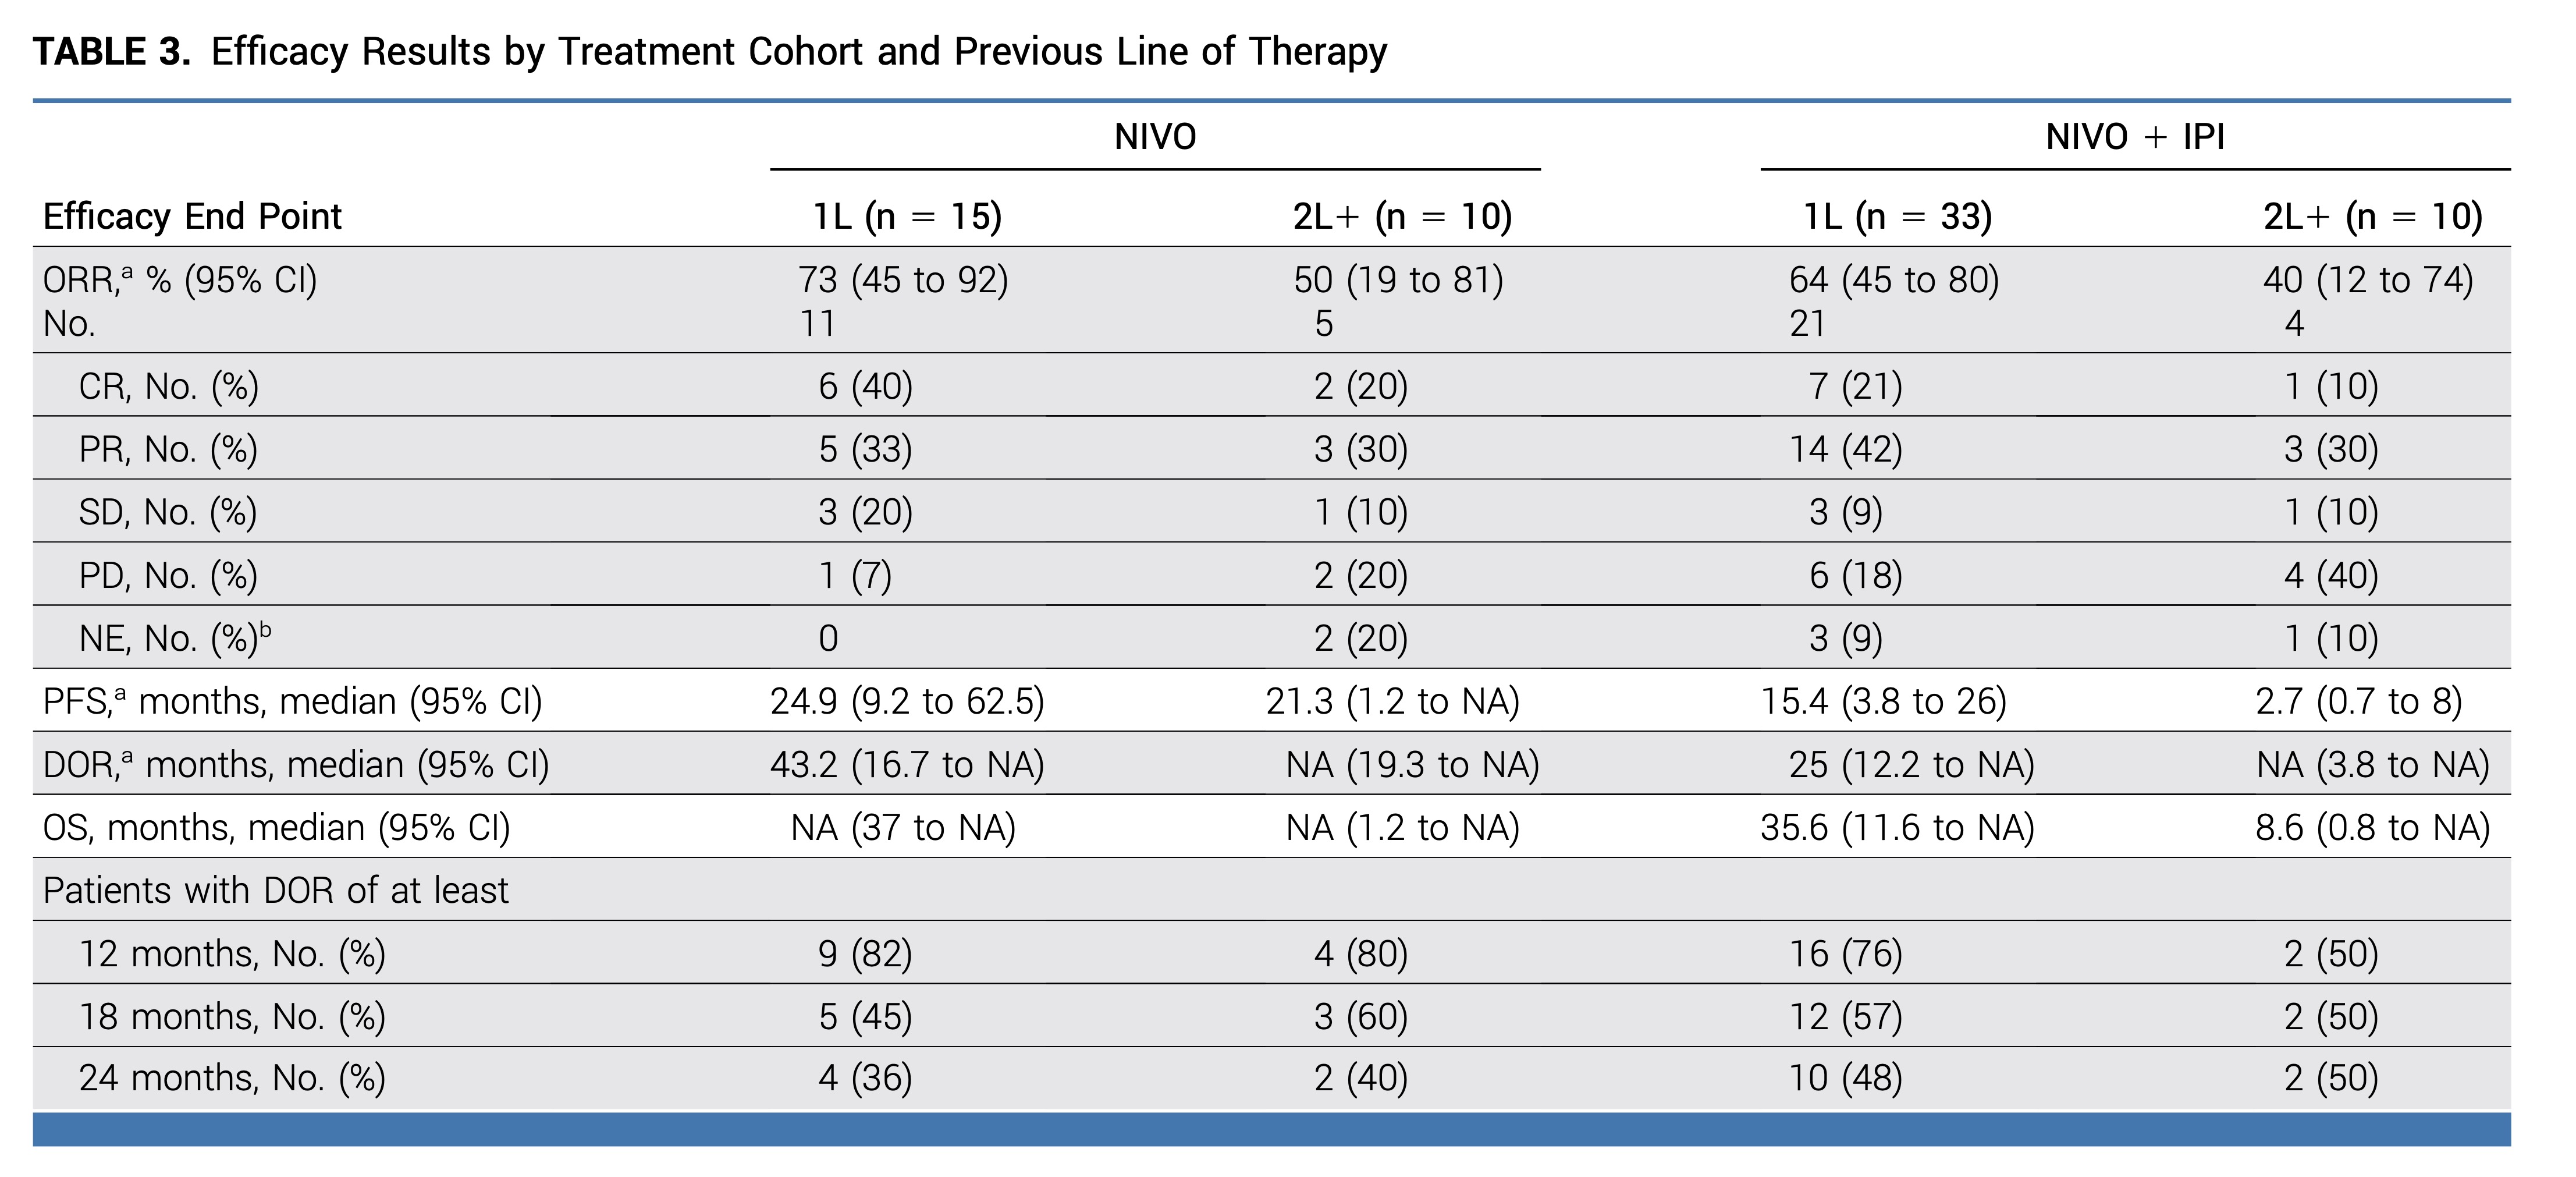 TABLE 3. Efficacy Results by Treatment Cohort and Previous Line of Therapy
NIVO NIVO + IPI
Efficacy End Point 1L (n = 15) 2L+ (n = 10) 1L (n = 33) 2L+ (n = 10)
ORR,a % (95% CI) 73 (45 to 92) 50 (19 to 81) 64 (45 to 80) 40 (12 to 74)
No. 11 5 21 4
CR, No. (%) 6 (40) 2 (20) 7 (21) 1 (10)
PR, No. (%) 5 (33) 3 (30) 14 (42) 3 (30)
SD, No. (%) 3 (20) 1 (10) 3 (9) 1 (10)
PD, No. (%) 1 (7) 2 (20) 6 (18) 4 (40)
NE, No. (%)b 0 2 (20) 3 (9) 1 (10)
PFS,a months, median (95% CI) 24.9 (9.2 to 62.5) 21.3 (1.2 to NA) 15.4 (3.8 to 26) 2.7 (0.7 to 8)
DOR,a months, median (95% CI) 43.2 (16.7 to NA) NA (19.3 to NA) 25 (12.2 to NA) NA (3.8 to NA)
OS, months, median (95% CI) NA (37 to NA) NA (1.2 to NA) 35.6 (11.6 to NA) 8.6 (0.8 to NA)
Patients with DOR of at least
12 months, No. (%) 9 (82) 4 (80) 16 (76) 2 (50)
18 months, No. (%) 5 (45) 3 (60) 12 (57) 2 (50)
24 months, No. (%) 4 (36) 2 (40) 10 (48) 2 (50)